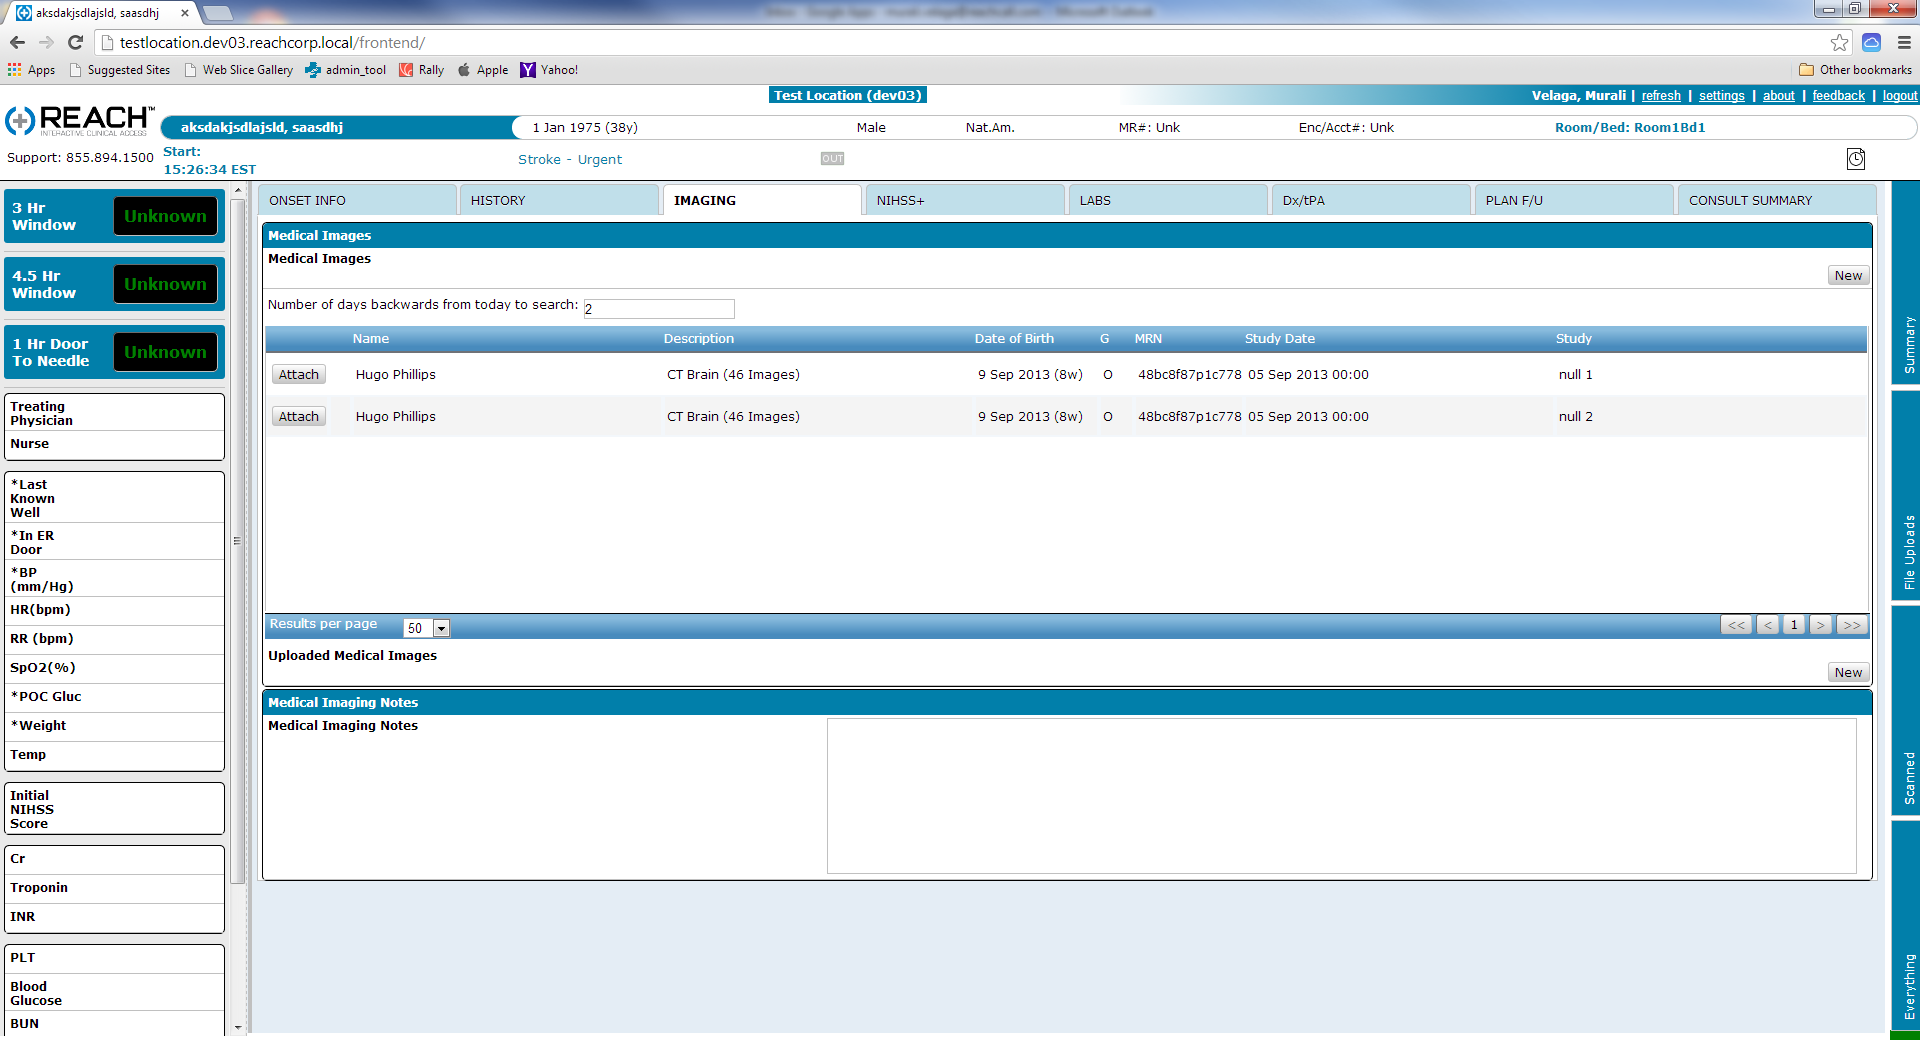 aksdakjsdlajsld, saasdhj
testlocation.dev03.reachcorp.local/frontend/
Apps Suggested Sites Web Slice Gallery admin_tool Rally Apple Yahoo! Other bookmarks
Test Location (dev03) Velaga, Murali | refresh | settings | about | feedback | logout
REACH™
INTERACTIVE CLINICAL ACCESS
aksdakjsdlajsld, saasdhj 1 Jan 1975 (38y) Male Nat.Am. MR#: Unk Enc/Acct#: Unk Room/Bed: Room1Bd1
Support: 855.894.1500
Start:
15:26:34 EST
Stroke - Urgent OUT
3 Hr
Window
Unknown
4.5 Hr
Window
Unknown
1 Hr Door
To Needle
Unknown
Treating
Physician
Nurse
*Last
Known
Well
*In ER
Door
*BP
(mm/Hg)
HR(bpm)
RR (bpm)
SpO2(%)
*POC Gluc
*Weight
Temp
Initial
NIHSS
Score
Cr
Troponin
INR
PLT
Blood
Glucose
BUN
ONSET INFO HISTORY IMAGING NIHSS+ LABS Dx/tPA PLAN F/U CONSULT SUMMARY
Medical Images
Medical Images
New
Number of days backwards from today to search: 2
Name Description Date of Birth G MRN Study Date Study
Attach Hugo Phillips CT Brain (46 Images) 9 Sep 2013 (8w) O 48bc8f87p1c778 05 Sep 2013 00:00 null 1
Attach Hugo Phillips CT Brain (46 Images) 9 Sep 2013 (8w) O 48bc8f87p1c778 05 Sep 2013 00:00 null 2
Results per page 50 << < 1 > >>
Uploaded Medical Images
New
Medical Imaging Notes
Medical Imaging Notes
Summary
File Uploads
Scanned
Everything